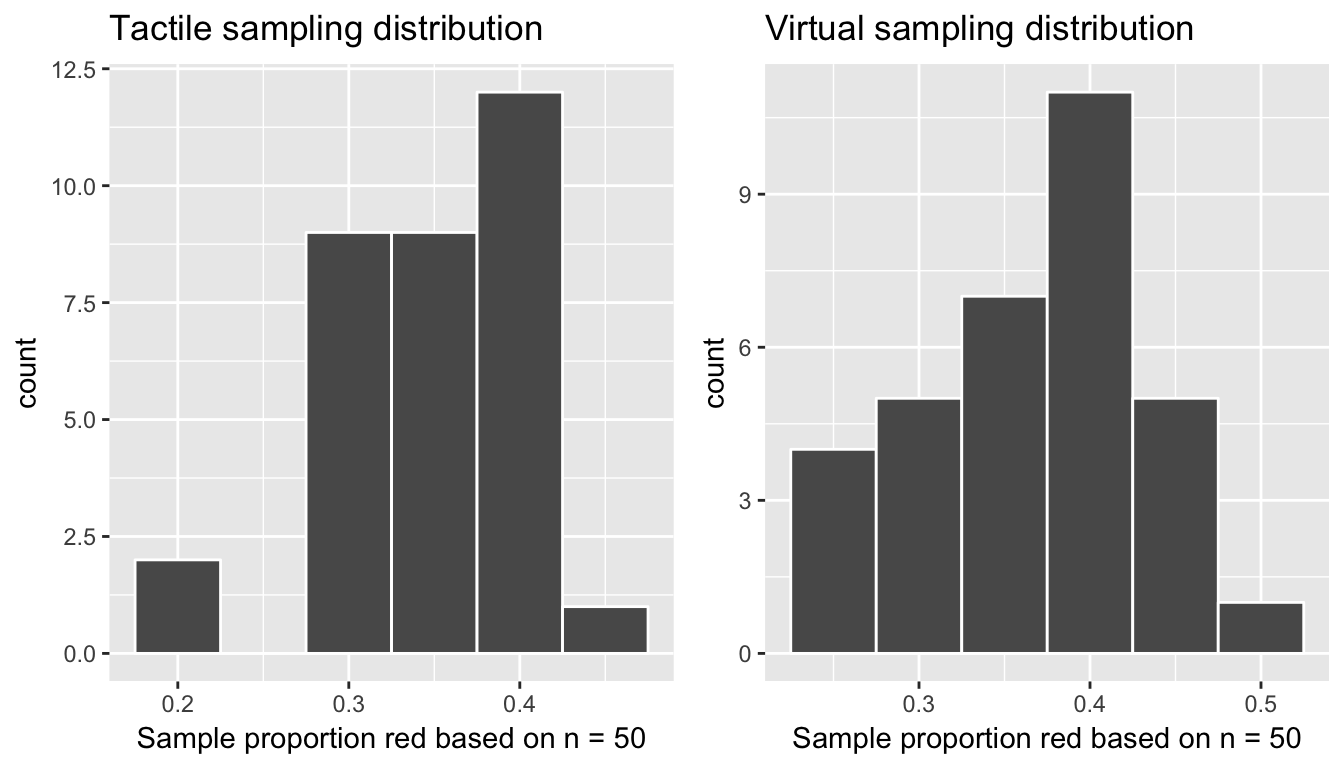 Tactile sampling distribution
12.5
10.0
7.5
5.0
2.5
0.0
count
0.2 0.3 0.4
Sample proportion red based on n = 50
Virtual sampling distribution
9
6
3
0
count
0.3 0.4 0.5
Sample proportion red based on n = 50